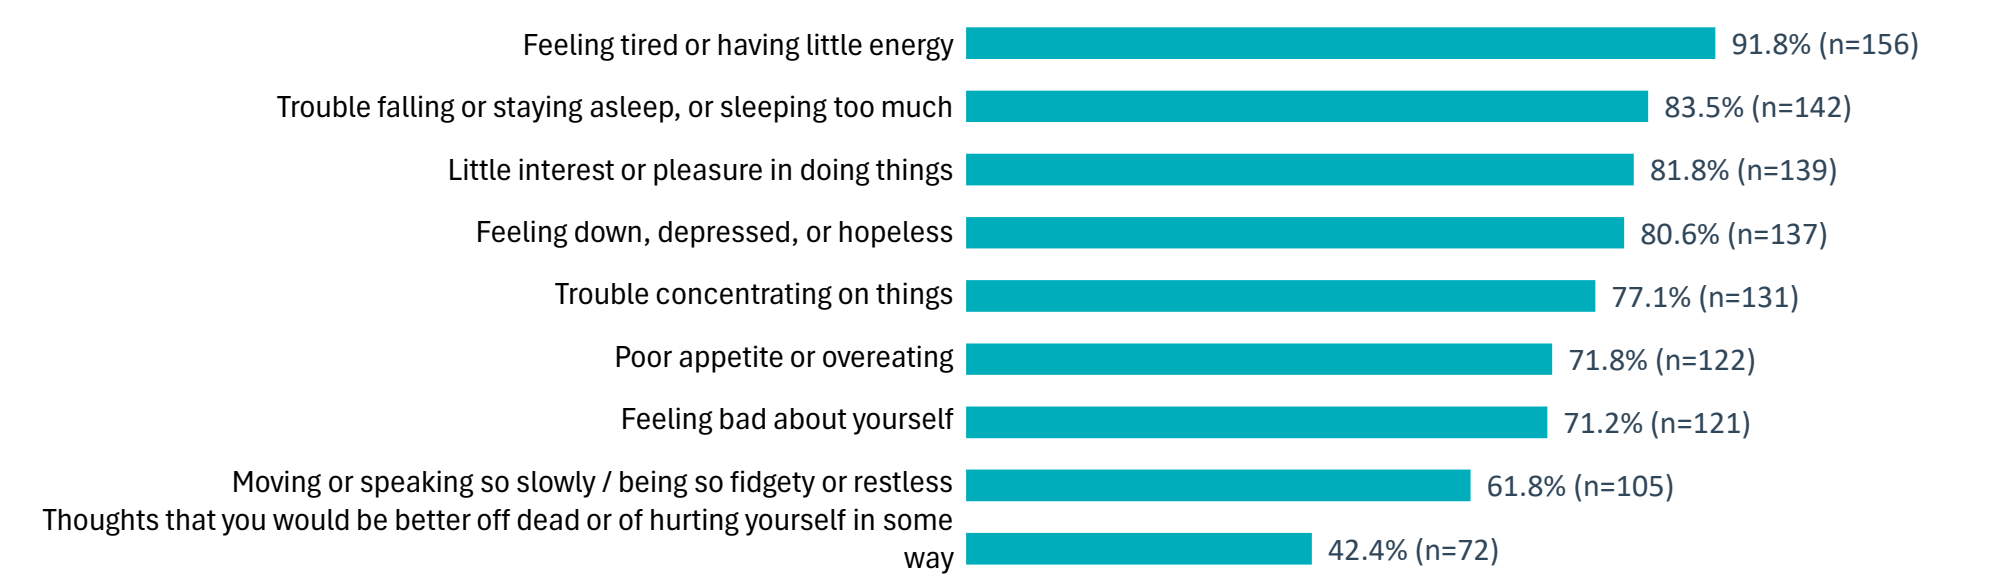 Feeling tired or having little energy 91.8% (n=156)
Trouble falling or staying asleep, or sleeping too much 83.5% (n=142)
Little interest or pleasure in doing things 81.8% (n=139)
Feeling down, depressed, or hopeless 80.6% (n=137)
Trouble concentrating on things 77.1% (n=131)
Poor appetite or overeating 71.8% (n=122)
Feeling bad about yourself 71.2% (n=121)
Moving or speaking so slowly / being so fidgety or restless 61.8% (n=105)
Thoughts that you would be better off dead or of hurting yourself in some
way 42.4% (n=72)